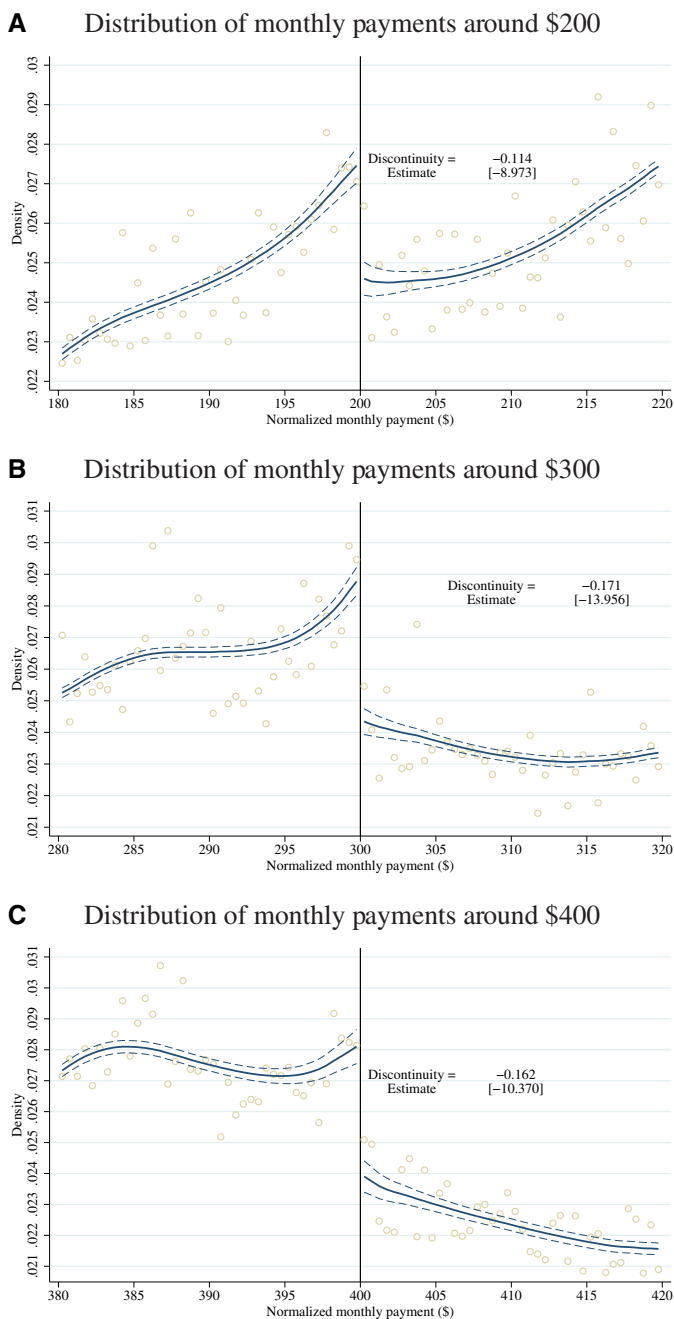 A Distribution of monthly payments around $200
.03
.029
.028
.027
.026
.025
.024
.023
.022
Density
Discontinuity = −0.114
Estimate [−8.973]
180 185 190 195 200 205 210 215 220
Normalized monthly payment ($)
B Distribution of monthly payments around $300
.031
.03
.029
.028
.027
.026
.025
.024
.023
.022
.021
Density
Discontinuity = −0.171
Estimate [−13.956]
280 285 290 295 300 305 310 315 320
Normalized monthly payment ($)
C Distribution of monthly payments around $400
.031
.03
.029
.028
.027
.026
.025
.024
.023
.022
.021
Density
Discontinuity = −0.162
Estimate [−10.370]
380 385 390 395 400 405 410 415 420
Normalized monthly payment ($)